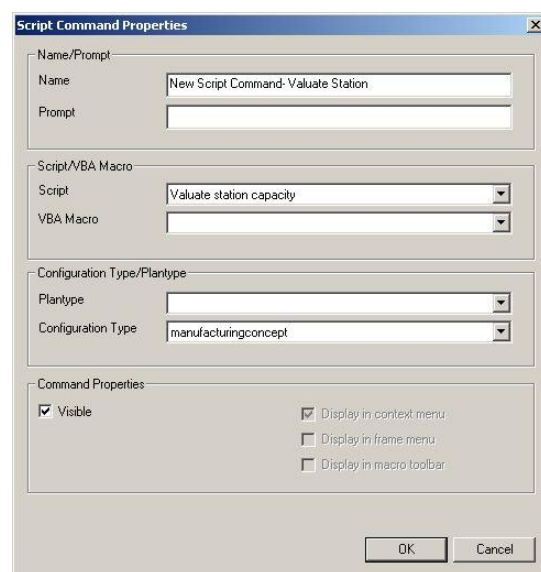 Script Command Properties
Name/Prompt
Name
New Script Command- Valuate Station
Prompt
Script/VBA Macro
Script
Valuate station capacity
VBA Macro
Configuration Type/Plantype
Plantype
Configuration Type
manufacturingconcept
Command Properties
Visible
Display in context menu
Display in frame menu
Display in macro toolbar
OK
Cancel